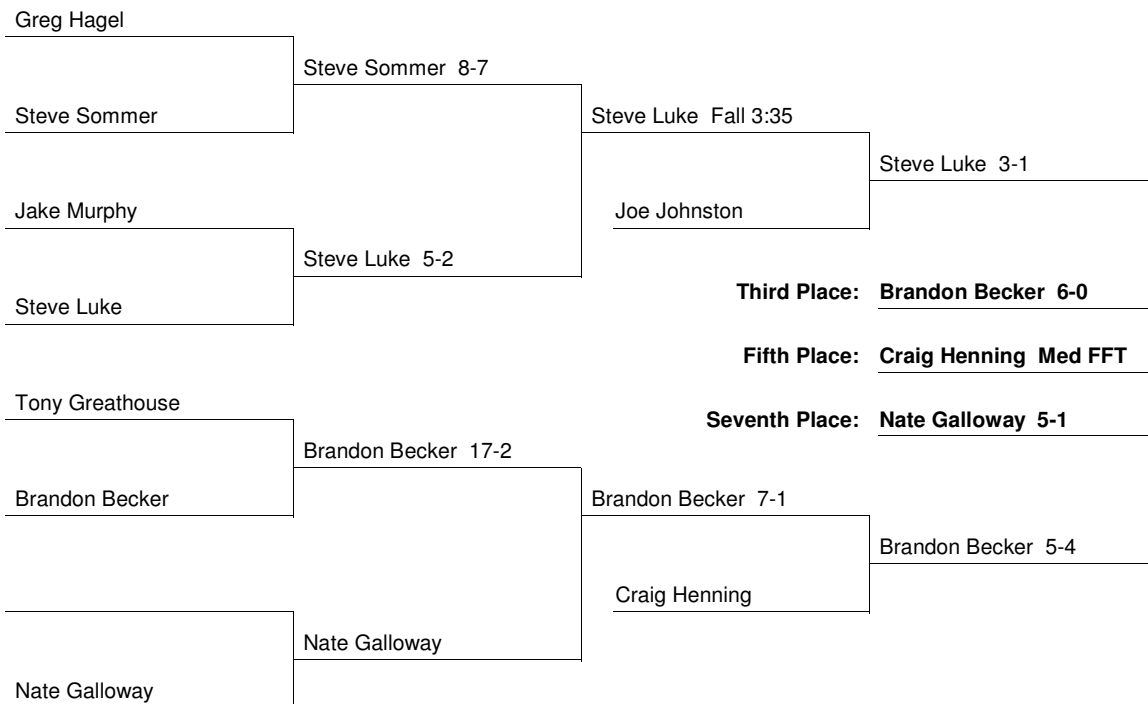 Greg Hagel
Steve Sommer 8-7
Steve Sommer
Steve Luke Fall 3:35
Steve Luke 3-1
Jake Murphy
Joe Johnston
Steve Luke 5-2
Steve Luke
Third Place: Brandon Becker 6-0
Fifth Place: Craig Henning Med FFT
Tony Greathouse
Seventh Place: Nate Galloway 5-1
Brandon Becker 17-2
Brandon Becker
Brandon Becker 7-1
Brandon Becker 5-4
Craig Henning
Nate Galloway
Nate Galloway